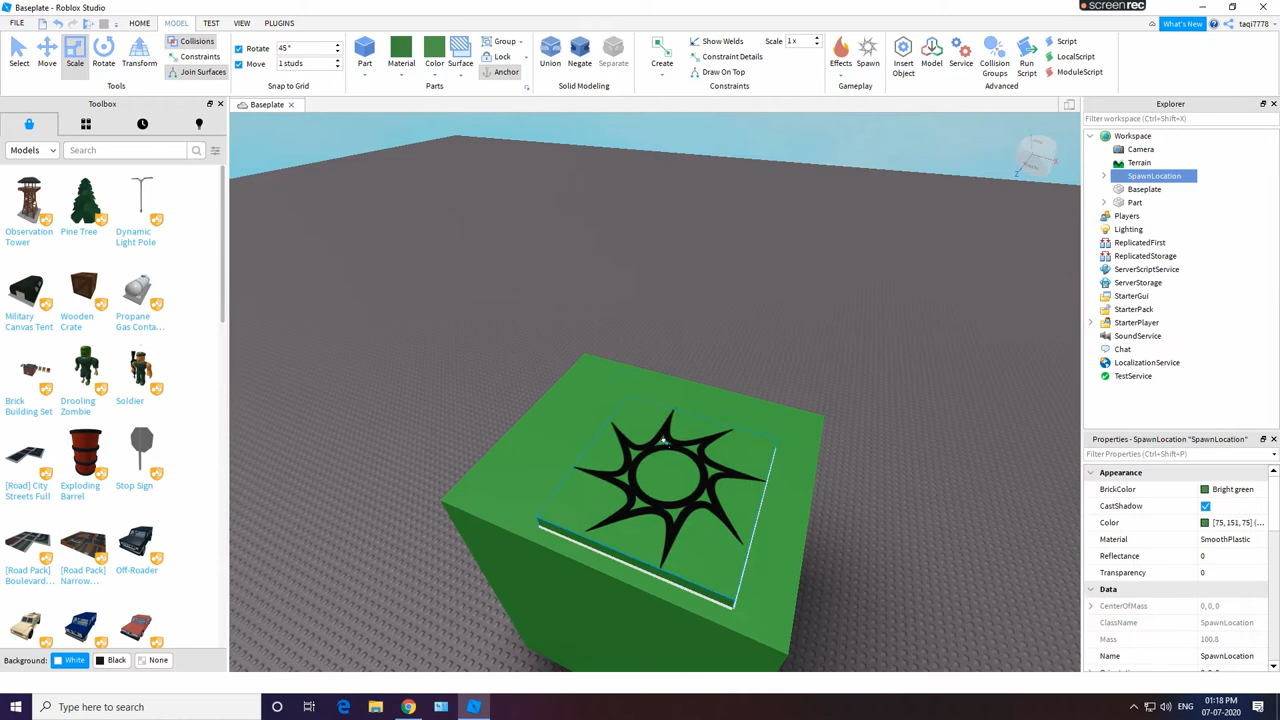 Baseplate - Roblox Studio
screenrec
FILE HOME MODEL TEST VIEW PLUGINS What's New taqi7778
Select Move Scale Rotate Transform
Tools
Collisions
Constraints
Join Surfaces
Rotate 45°
Move 1 studs
Snap to Grid
Part Material Color Surface
Group
Lock
Anchor
Parts
Union Negate Separate
Solid Modeling
Create
Show Welds
Constraint Details
Draw On Top
Scale 1 x
Constraints
Effects Spawn
Gameplay
Insert Object
Model Service
Collision Groups
Run Script
Script
LocalScript
ModuleScript
Advanced
Toolbox
Models
Search
Observation Tower
Pine Tree
Dynamic Light Pole
Military Canvas Tent
Wooden Crate
Propane Gas Conta...
Brick Building Set
Drooling Zombie
Soldier
[Road] City Streets Full
Exploding Barrel
Stop Sign
[Road Pack] Boulevard...
[Road Pack] Narrow...
Off-Roader
Background: White Black None
Baseplate
Explorer
Filter workspace (Ctrl+Shift+X)
Workspace
Camera
Terrain
SpawnLocation
Baseplate
Part
Players
Lighting
ReplicatedFirst
ReplicatedStorage
ServerScriptService
ServerStorage
StarterGui
StarterPack
StarterPlayer
SoundService
Chat
LocalizationService
TestService
Properties - SpawnLocation "SpawnLocation"
Filter Properties (Ctrl+Shift+P)
Appearance
BrickColor Bright green
CastShadow
Color [75, 151, 75] (...
Material SmoothPlastic
Reflectance 0
Transparency 0
Data
CenterOfMass 0, 0, 0
ClassName SpawnLocation
Mass 100.8
Name SpawnLocation
Type here to search
ENG
01:18 PM
07-07-2020